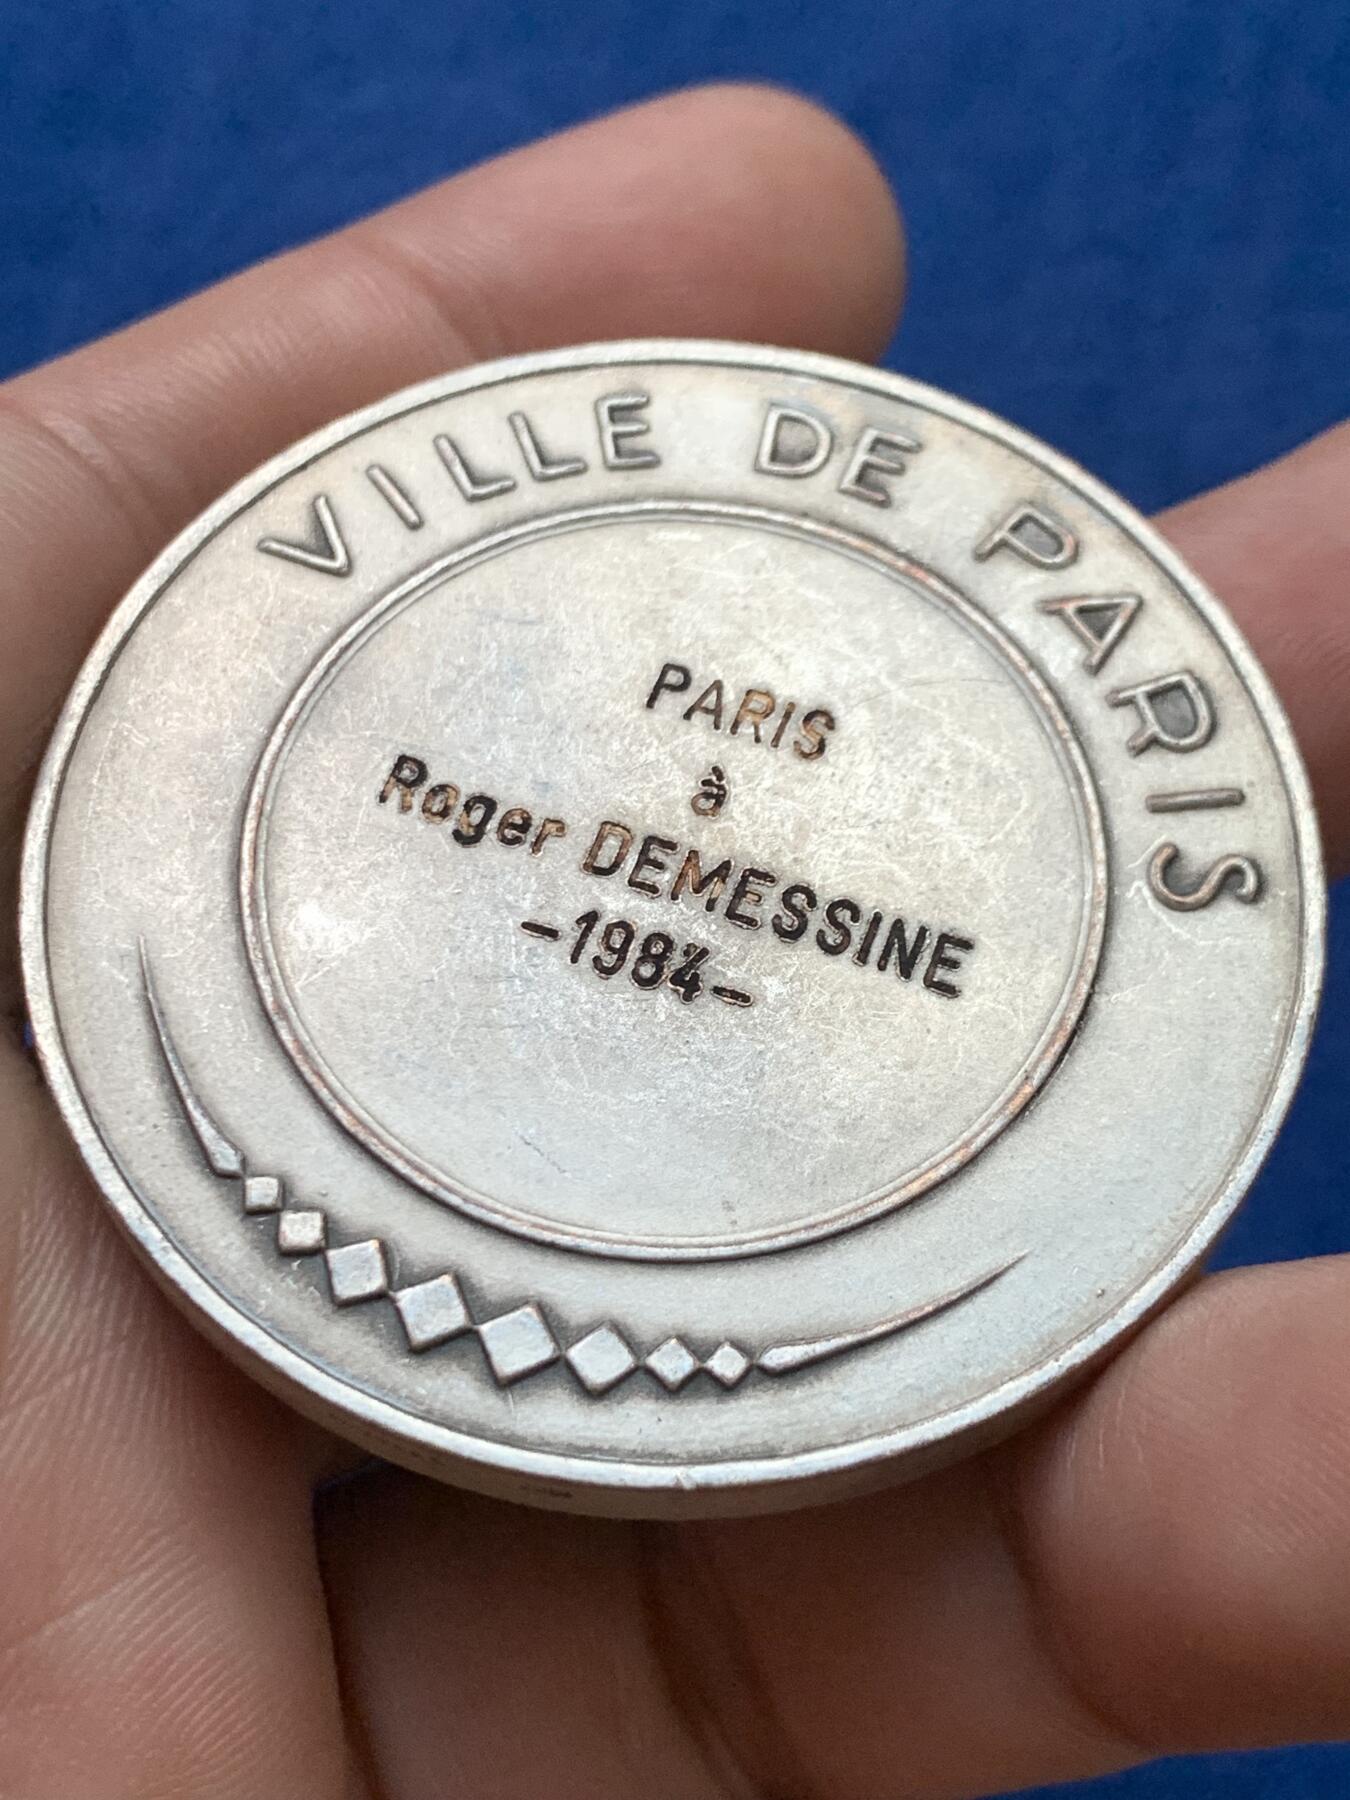 VILLE DE PARIS
PARIS
à
Roger DEMESSINE
-1984-